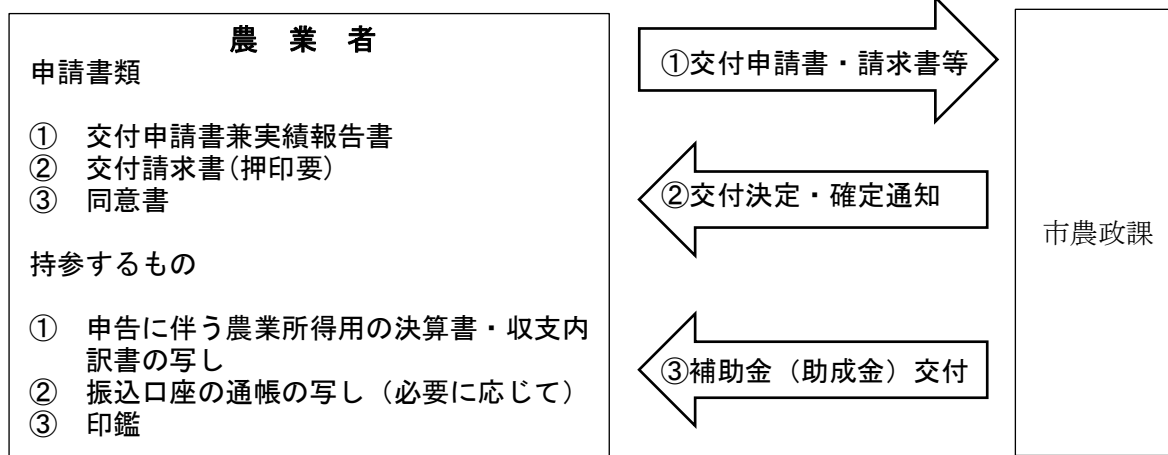 農 業 者
申請書類
① 交付申請書兼実績報告書
② 交付請求書(押印要)
③ 同意書
持参するもの
① 申告に伴う農業所得用の決算書・収支内
訳書の写し
② 振込口座の通帳の写し（必要に応じて）
③ 印鑑
①交付申請書・請求書等
②交付決定・確定通知
③補助金（助成金）交付
市農政課